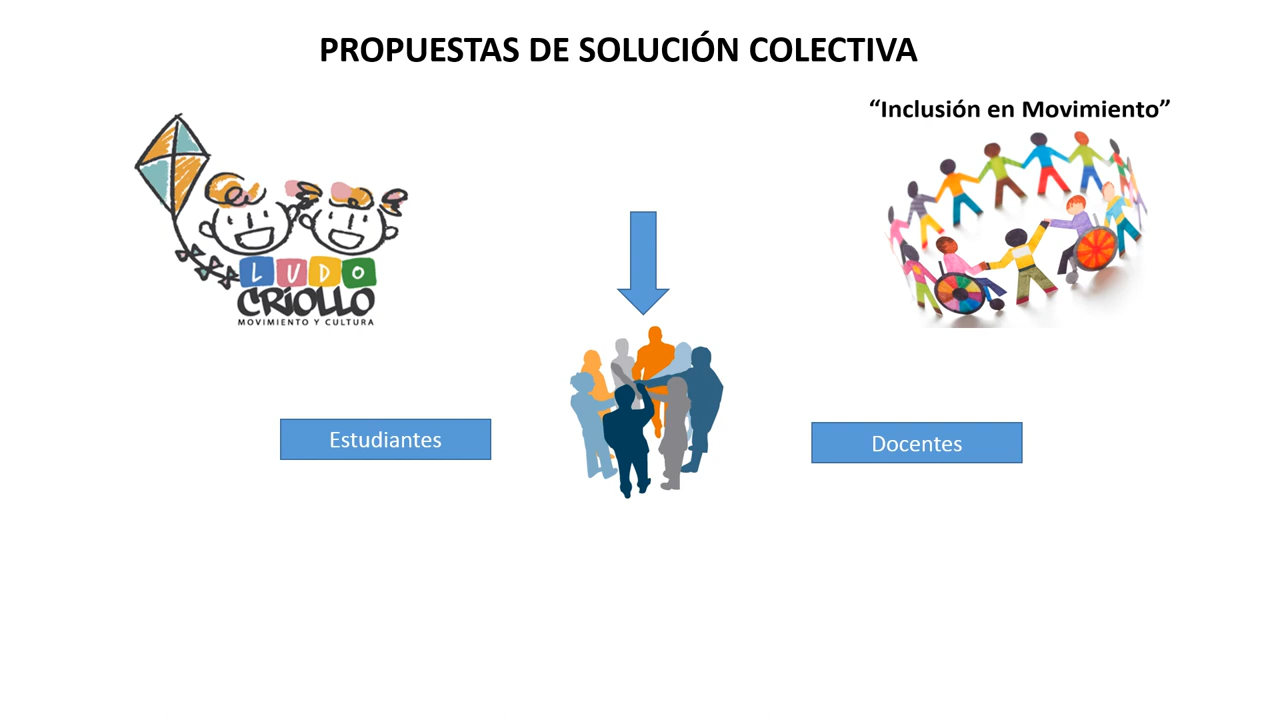 PROPUESTAS DE SOLUCIÓN COLECTIVA
“Inclusión en Movimiento”
LUDO
CRIOLLO
MOVIMIENTO Y CULTURA
Estudiantes
Docentes